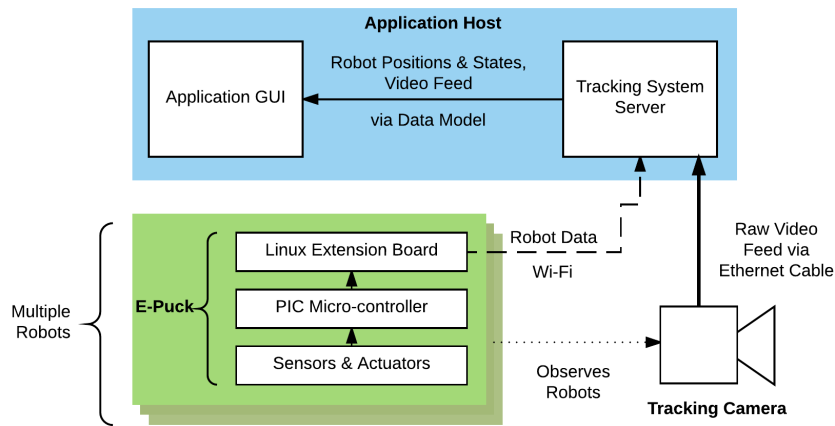 Application Host
Robot Positions & States,
Video Feed
Application GUI
via Data Model
Tracking System
Server
Linux Extension Board
Robot Data
Wi-Fi
Raw Video
Feed via
Ethernet Cable
Multiple
Robots
E-Puck
PIC Micro-controller
Sensors & Actuators
Observes
Robots
Tracking Camera